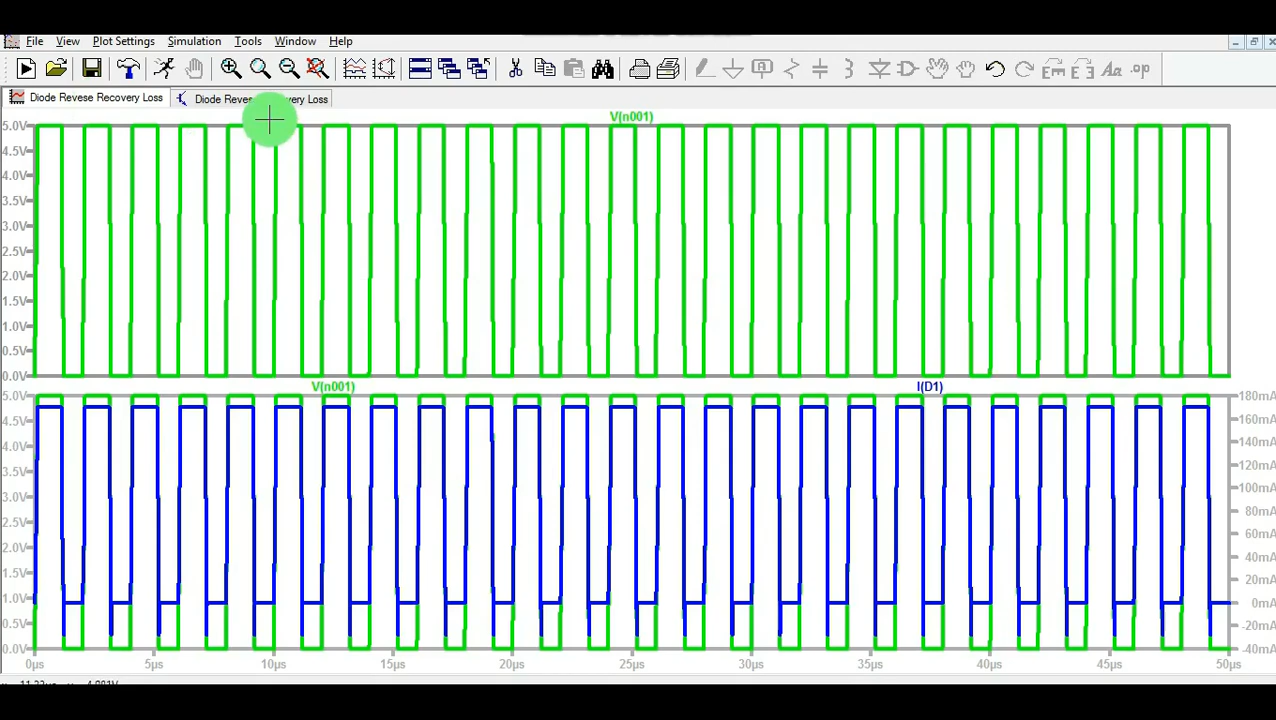 File View Plot Settings Simulation Tools Window Help
Diode Revese Recovery Loss Diode Reve ery Loss
V(n001)
5.0V
4.5V
4.0V
3.5V
3.0V
2.5V
2.0V
1.5V
1.0V
0.5V
0.0V
V(n001) I(D1)
5.0V 180mA
4.5V 160mA
4.0V 140mA
3.5V 120mA
3.0V 100mA
2.5V 80mA
2.0V 60mA
1.5V 40mA
20mA
1.0V 0mA
0.5V -20mA
0.0V -40mA
0µs 5µs 10µs 15µs 20µs 25µs 30µs 35µs 40µs 45µs 50µs